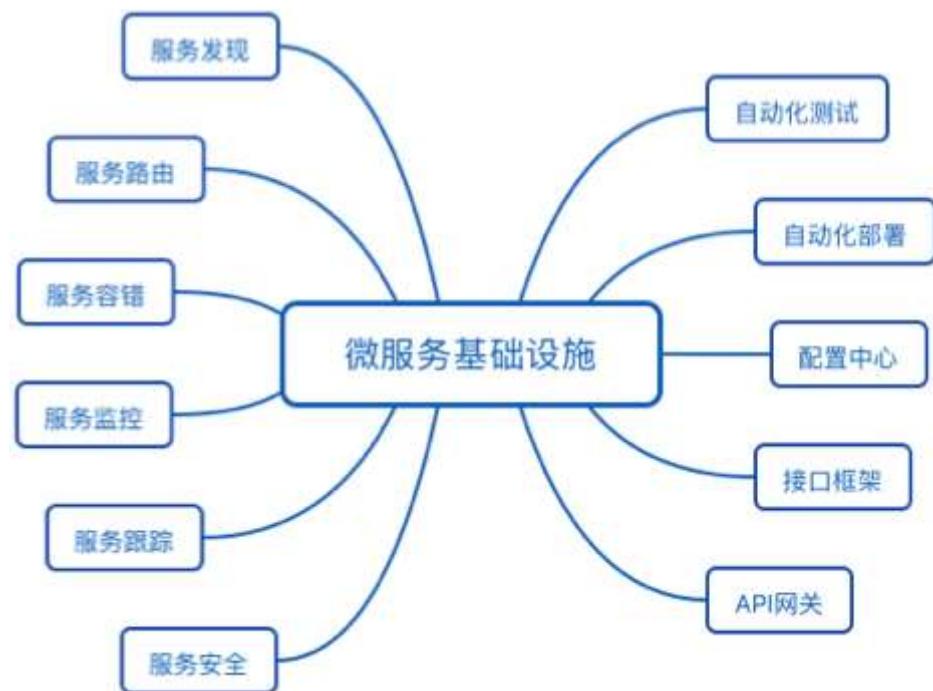 服务发现
服务路由
服务容错
服务监控
服务跟踪
服务安全
微服务基础设施
自动化测试
自动化部署
配置中心
接口框架
API网关